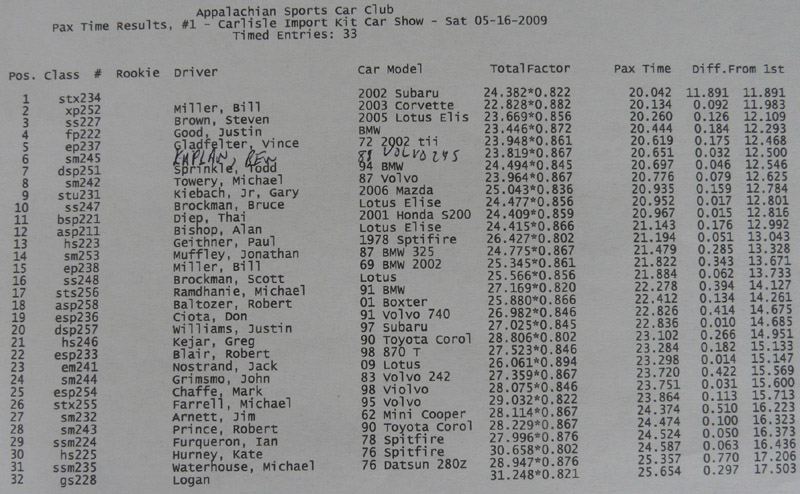 Appalachian Sports Car Club
Pax Time Results, #1 - Carlisle Import Kit Car Show - Sat 05-16-2009
Timed Entries: 33
Pos. Class # Rookie Driver Car Model TotalFactor Pax Time Diff.From 1st
1 stx234 2002 Subaru 24.382*0.822 20.042 11.891 11.891
2 xp252 Miller, Bill 2003 Corvette 22.828*0.882 20.134 0.092 11.983
3 ss227 Brown, Steven 2005 Lotus Elis 23.669*0.856 20.260 0.126 12.109
4 fp222 Good, Justin BMW 23.446*0.872 20.444 0.184 12.293
5 ep237 Gladfelter, Vince 72 2002 tii 23.948*0.861 20.619 0.175 12.468
6 sm245 KAPLAN, BEN VOLVO 245 23.819*0.867 20.651 0.032 12.500
7 dsp251 Sprinkle, Todd 94 BMW 24.494*0.845 20.697 0.046 12.546
8 sm242 Towery, Michael 87 Volvo 23.964*0.867 20.776 0.079 12.625
9 stu231 Kiebach, Jr, Gary 2006 Mazda 25.043*0.836 20.935 0.159 12.784
10 ss247 Brockman, Bruce Lotus Elise 24.477*0.856 20.952 0.017 12.801
11 bsp221 Diep, Thai 2001 Honda S200 24.409*0.859 20.967 0.015 12.816
12 asp211 Bishop, Alan Lotus Elise 24.415*0.866 21.143 0.176 12.992
13 hs223 Geithner, Paul 1978 Sptifire 26.427*0.802 21.194 0.051 13.043
14 sm253 Muffley, Jonathan 87 BMW 325 24.775*0.867 21.479 0.285 13.328
15 ep238 Miller, Bill 69 BMW 2002 25.345*0.861 21.822 0.343 13.671
16 ss248 Brockman, Scott Lotus 25.566*0.856 21.884 0.062 13.733
17 sts256 Ramdhanie, Michael 91 BMW 27.169*0.820 22.278 0.394 14.127
18 asp258 Baltozer, Robert 01 Boxter 25.880*0.866 22.412 0.134 14.261
19 esp236 Ciota, Don 91 Volvo 740 26.982*0.846 22.826 0.414 14.675
20 dsp257 Williams, Justin 97 Subaru 27.025*0.845 22.836 0.010 14.685
21 hs246 Kejar, Greg 90 Toyota Corol 28.806*0.802 23.102 0.266 14.951
22 esp233 Blair, Robert 98 870 T 27.523*0.846 23.284 0.182 15.133
23 em241 Nostrand, Jack 09 Lotus 26.061*0.894 23.298 0.014 15.147
24 sm244 Grimsmo, John 83 Volvo 242 27.359*0.867 23.720 0.422 15.569
25 esp254 Chaffe, Mark 98 Violvo 28.075*0.846 23.751 0.031 15.600
26 stx255 Farrell, Michael 95 Volvo 29.032*0.822 23.864 0.113 15.713
27 sm232 Arnett, Jim 62 Mini Cooper 28.114*0.867 24.374 0.510 16.223
28 sm243 Prince, Robert 90 Toyota Corol 28.229*0.867 24.474 0.100 16.323
29 ssm224 Furqueron, Ian 78 Spitfire 27.996*0.876 24.524 0.050 16.373
30 hs225 Hurney, Kate 76 Spitfire 30.658*0.802 24.587 0.063 16.436
31 ssm235 Waterhouse, Michael 76 Datsun 280z 28.947*0.876 25.357 0.770 17.206
32 gs228 Logan 31.248*0.821 25.654 0.297 17.503